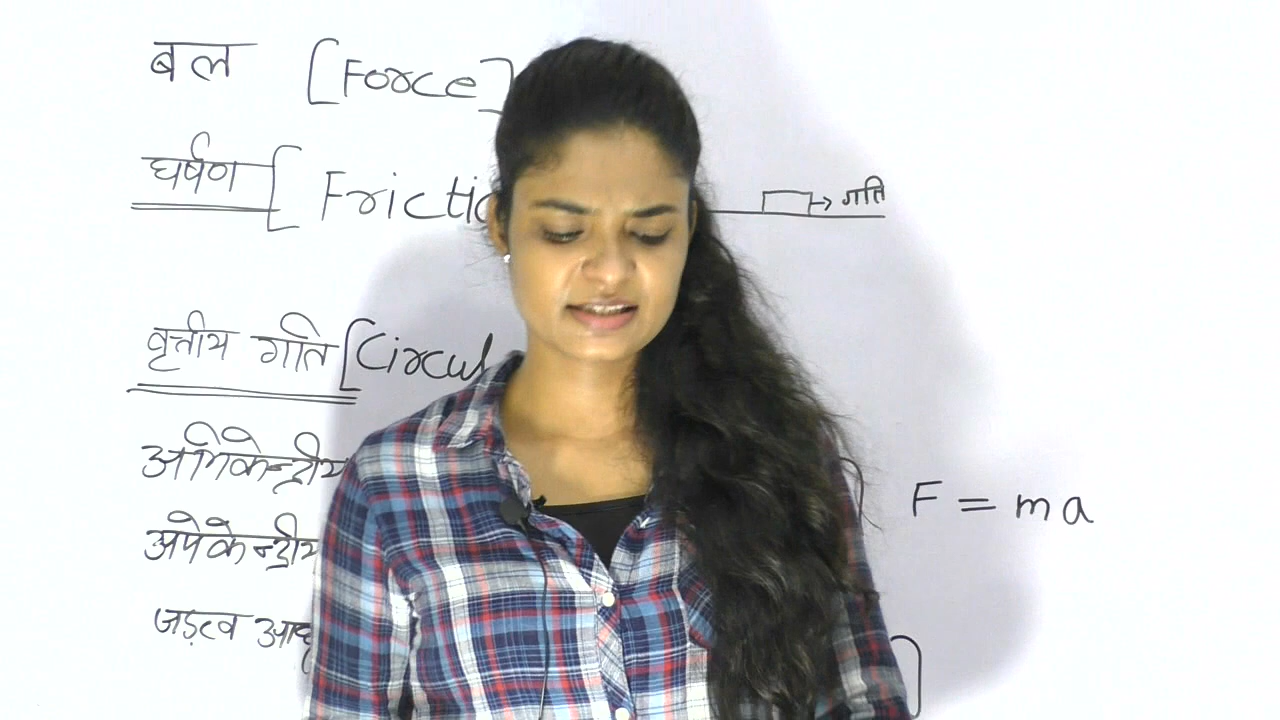 बल [Force]
घर्षण [Frictio
→ गति
वृत्तीय गति [Circul
अभिकेन्द्रीय
F = ma
अपकेन्द्रीय
जड़त्व